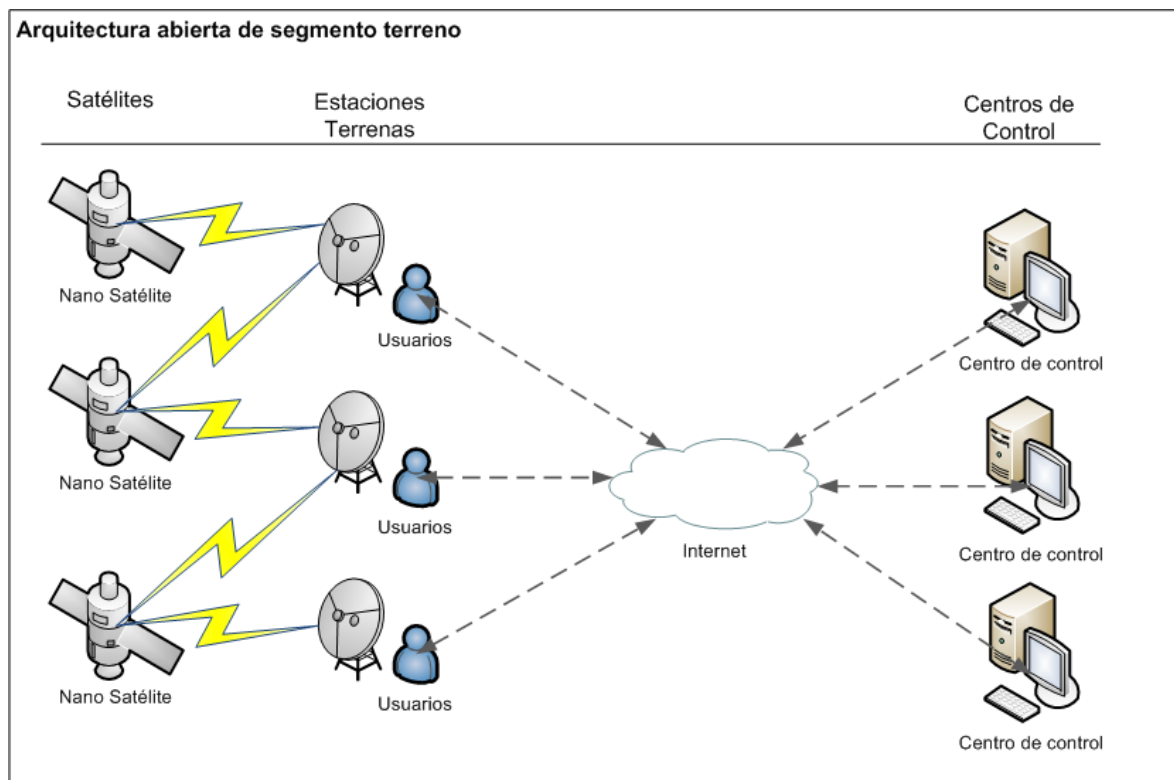 Arquitectura abierta de segmento terreno
Satélites
Estaciones
Terrenas
Centros de
Control
Nano Satélite
Usuarios
Centro de control
Nano Satélite
Usuarios
Internet
Centro de control
Nano Satélite
Usuarios
Centro de control